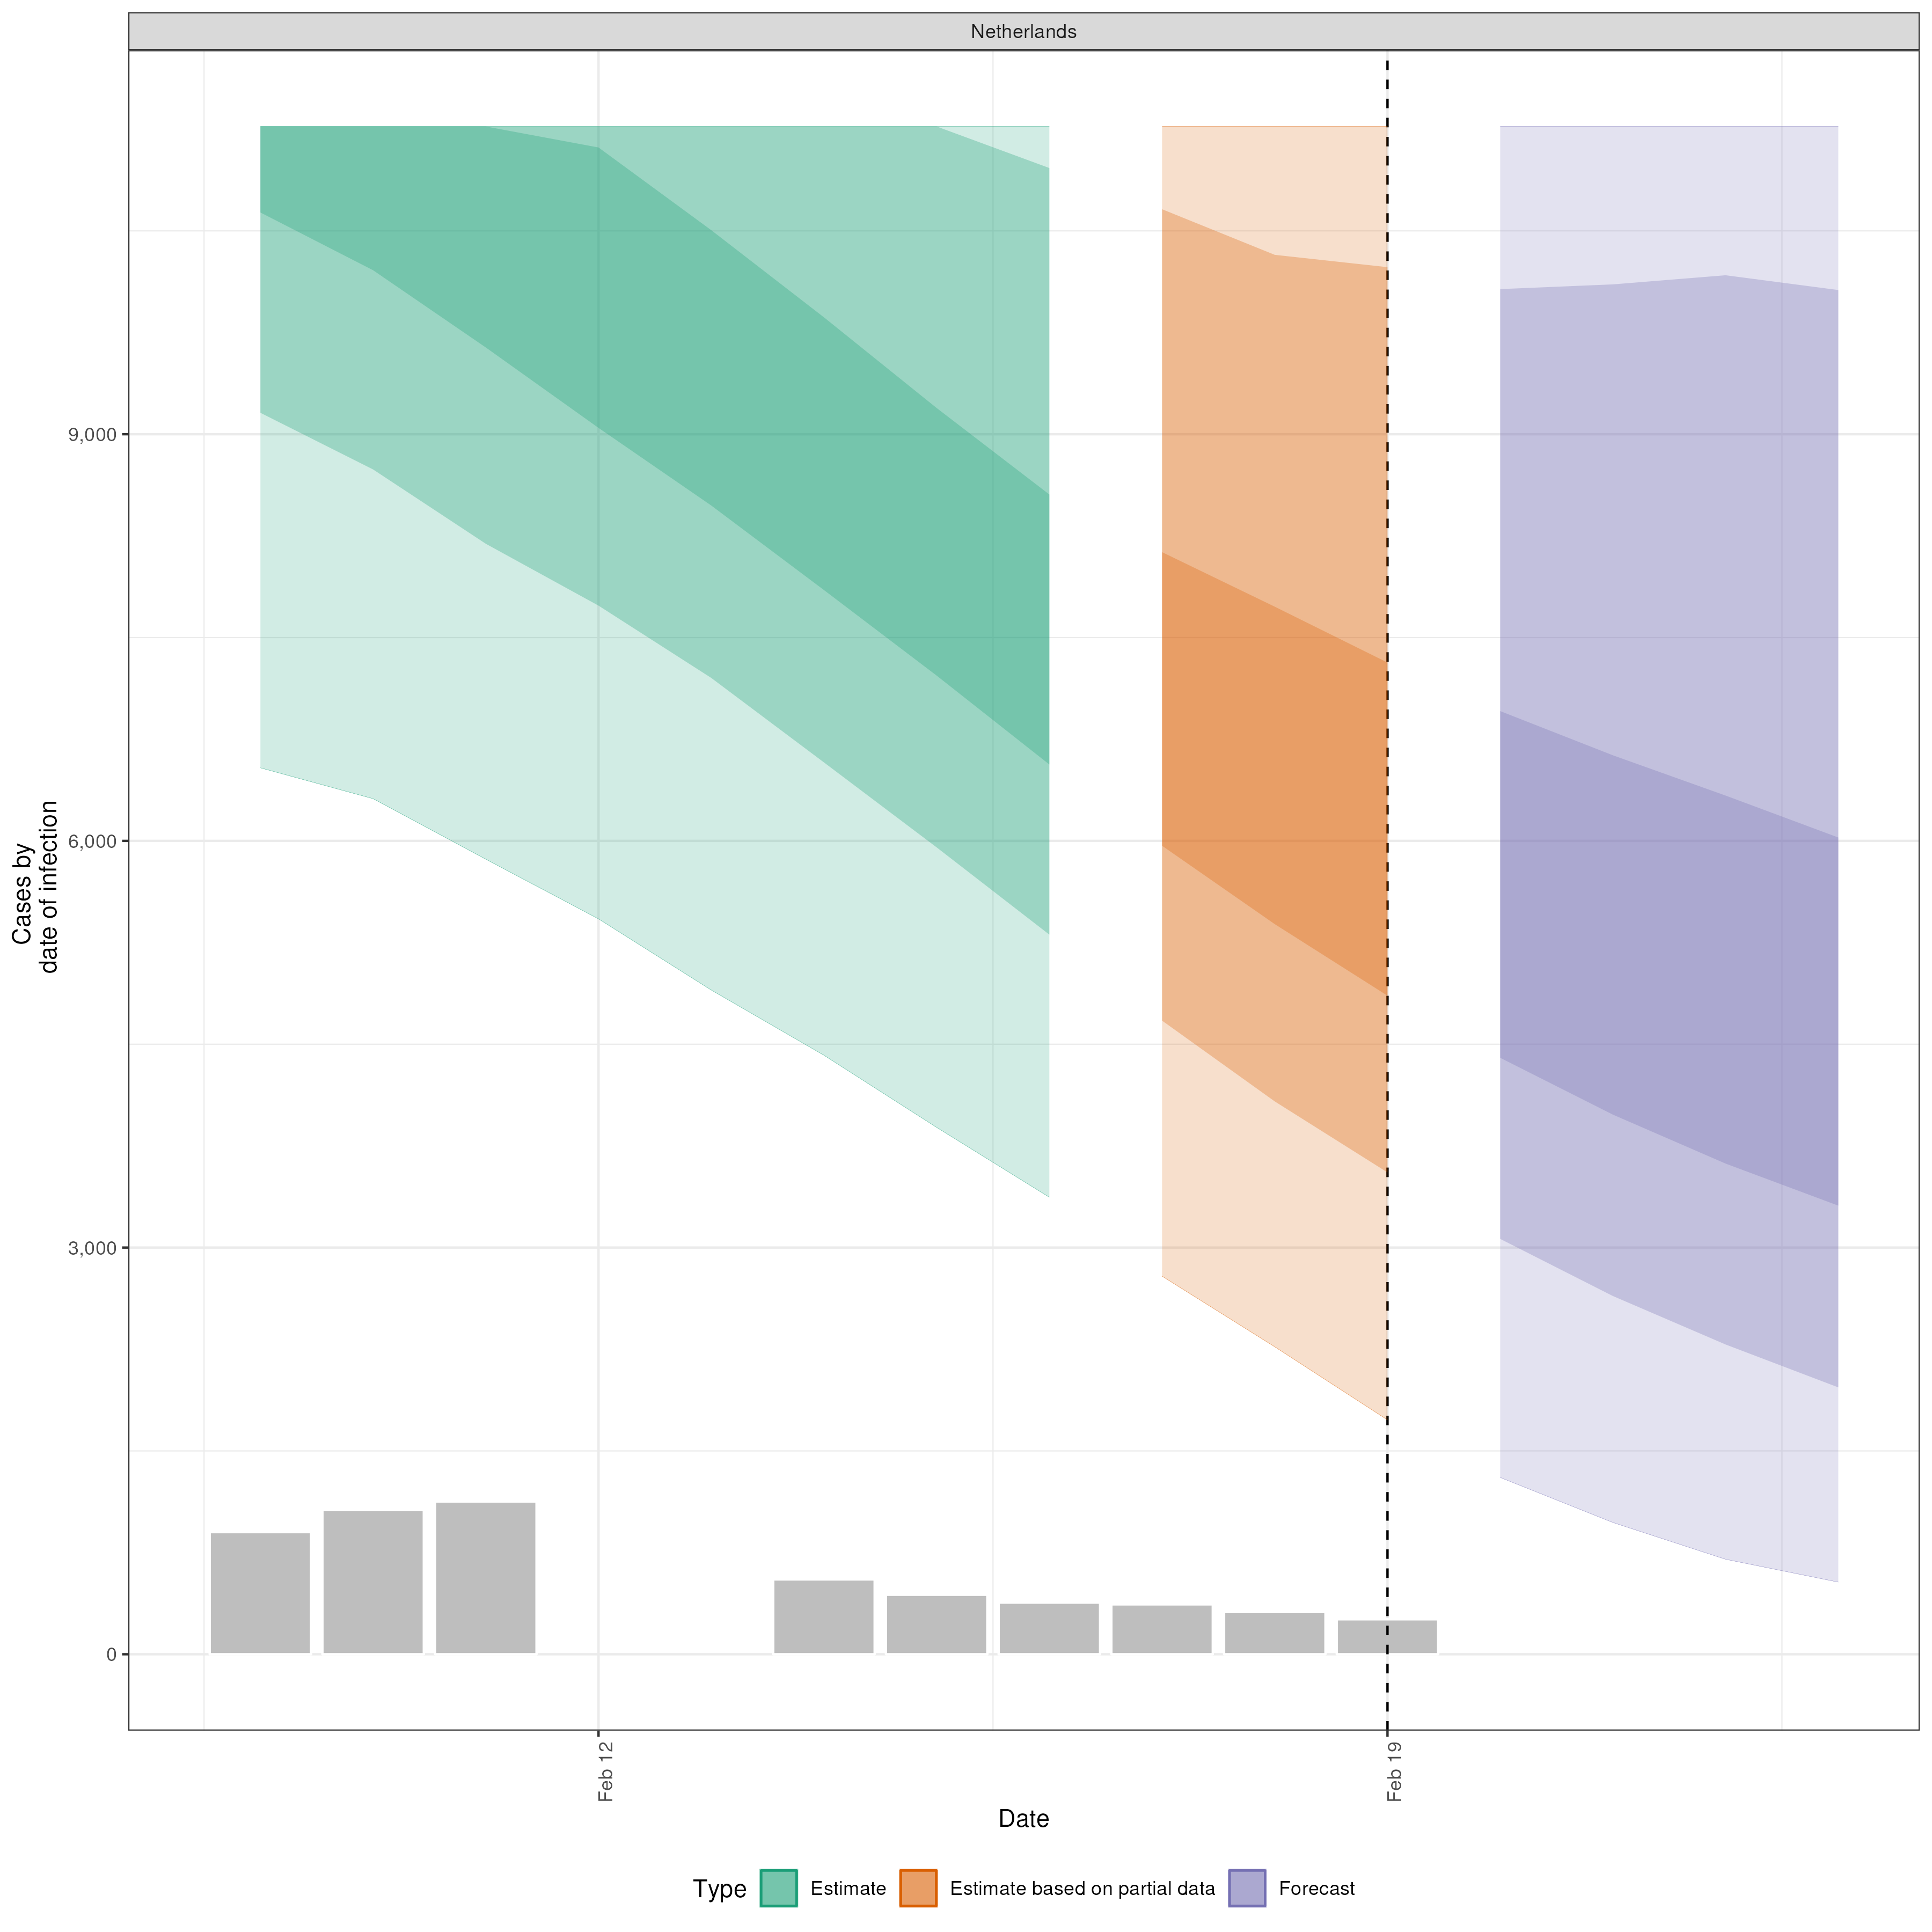 Netherlands
9,000
6,000
3,000
0
Cases by
date of infection
Feb 12
Feb 19
Date
Type
Estimate
Estimate based on partial data
Forecast